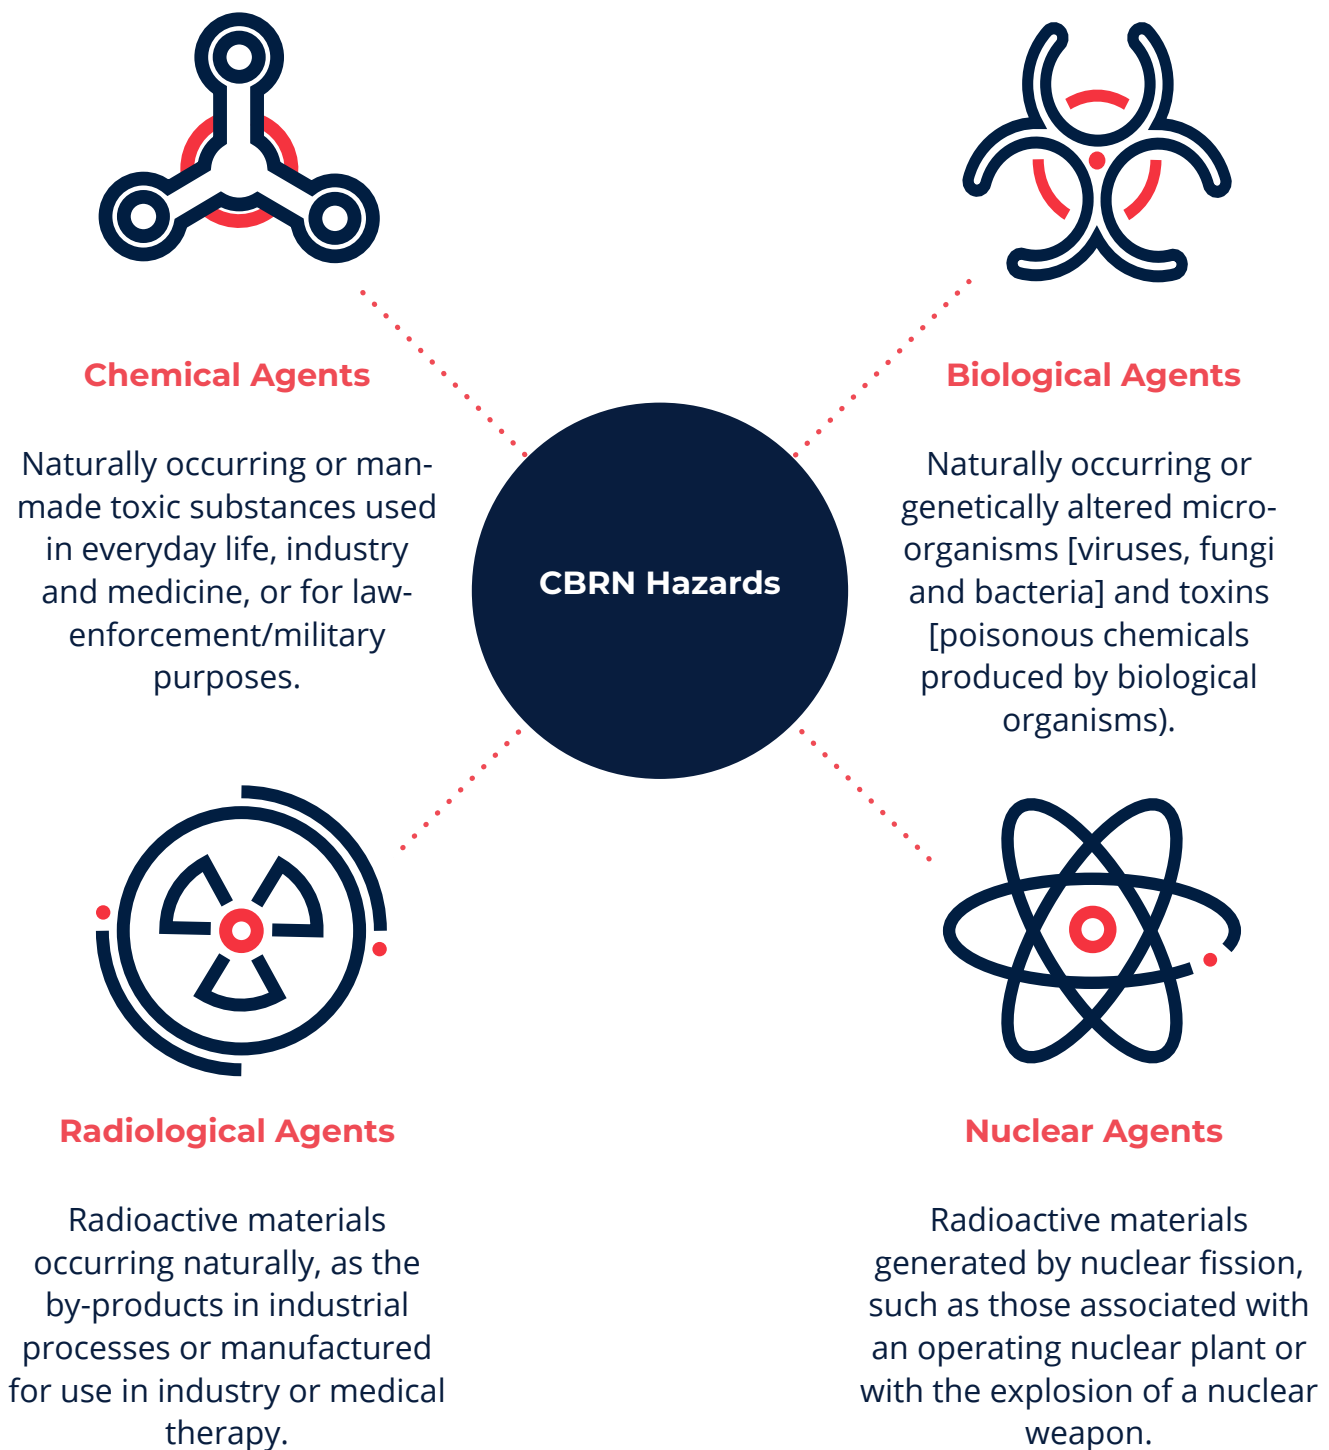 Chemical Agents
Naturally occurring or man-
made toxic substances used
in everyday life, industry
and medicine, or for law-
enforcement/military
purposes.
Biological Agents
Naturally occurring or
genetically altered micro-
organisms [viruses, fungi
and bacteria] and toxins
[poisonous chemicals
produced by biological
organisms).
CBRN Hazards
Radiological Agents
Radioactive materials
occurring naturally, as the
by-products in industrial
processes or manufactured
for use in industry or medical
therapy.
Nuclear Agents
Radioactive materials
generated by nuclear fission,
such as those associated with
an operating nuclear plant or
with the explosion of a nuclear
weapon.